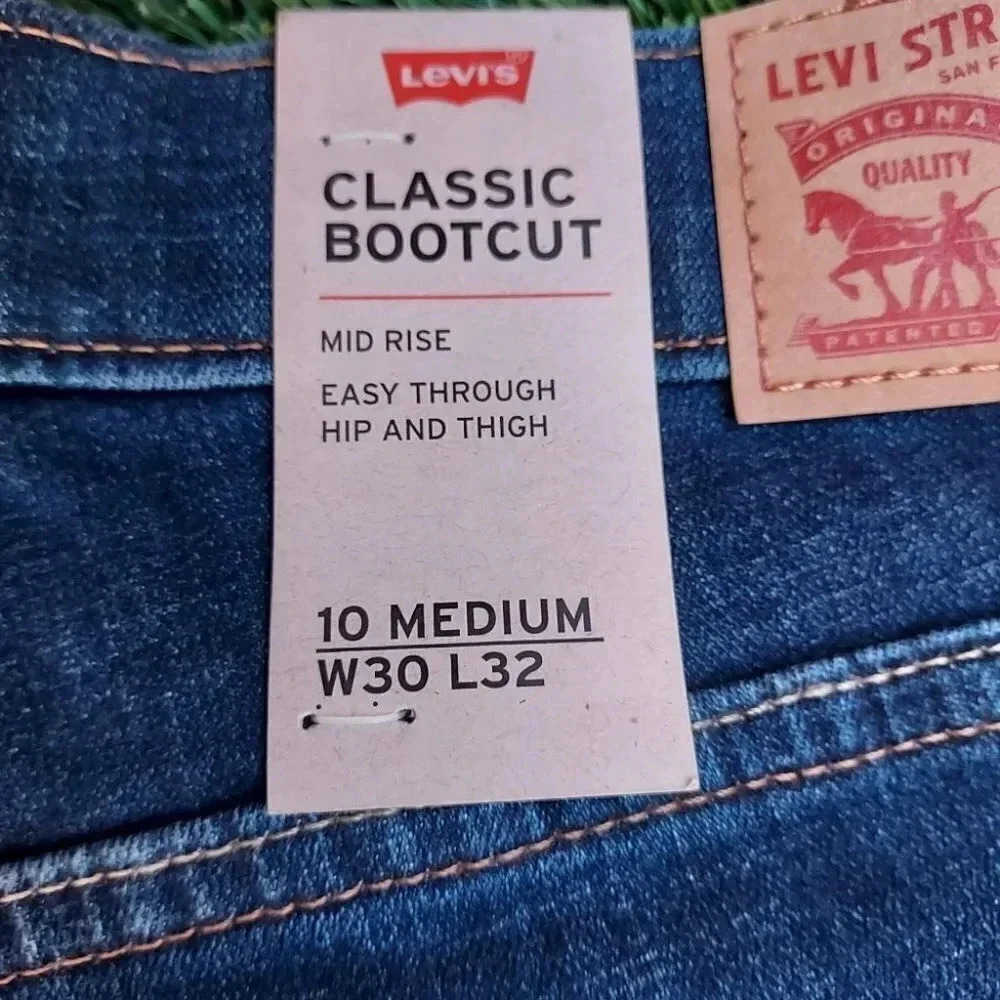 LEVI'S
CLASSIC
BOOTCUT
MID RISE
EASY THROUGH
HIP AND THIGH
10 MEDIUM
W30 L32
LEVI STR
SAN F
ORIGINA
QUALITY
PATENTED